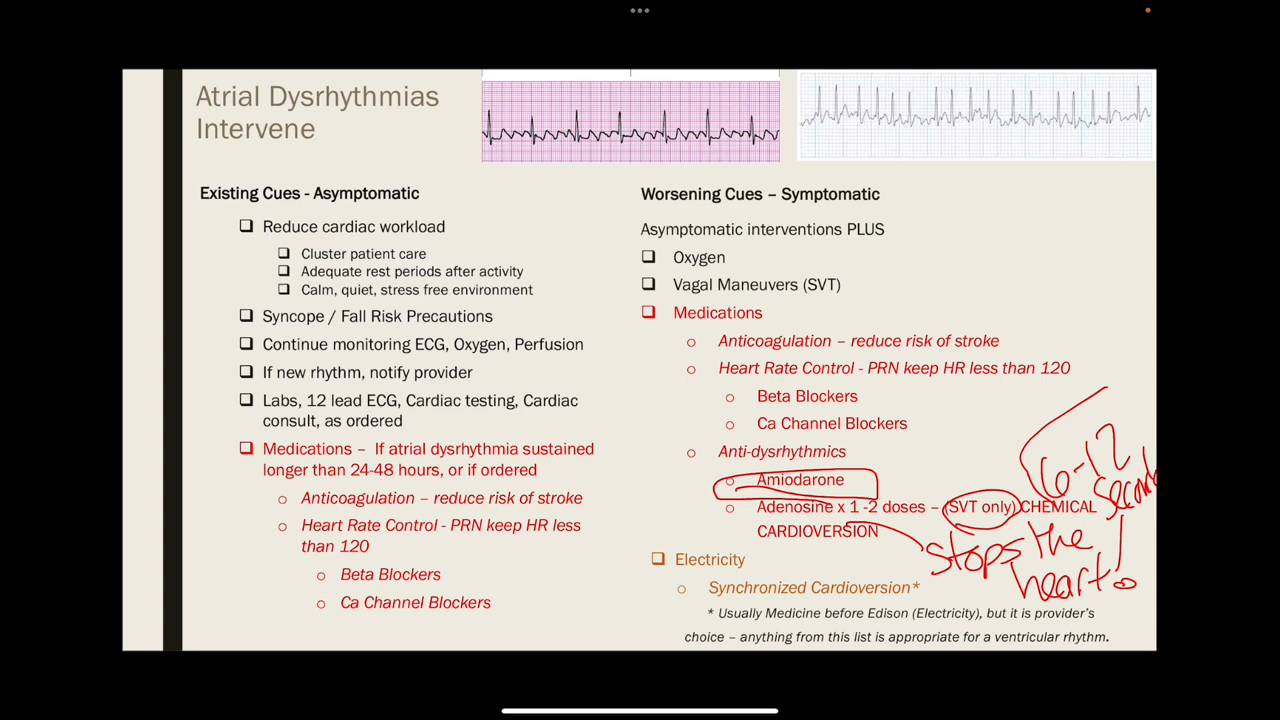 Atrial Dysrhythmias
Intervene
Existing Cues - Asymptomatic
❑ Reduce cardiac workload
❑ Cluster patient care
❑ Adequate rest periods after activity
❑ Calm, quiet, stress free environment
❑ Syncope / Fall Risk Precautions
❑ Continue monitoring ECG, Oxygen, Perfusion
❑ If new rhythm, notify provider
❑ Labs, 12 lead ECG, Cardiac testing, Cardiac
consult, as ordered
❑ Medications – If atrial dysrhythmia sustained
longer than 24-48 hours, or if ordered
o Anticoagulation – reduce risk of stroke
o Heart Rate Control - PRN keep HR less
than 120
o Beta Blockers
o Ca Channel Blockers
Worsening Cues – Symptomatic
Asymptomatic interventions PLUS
❑ Oxygen
❑ Vagal Maneuvers (SVT)
❑ Medications
o Anticoagulation – reduce risk of stroke
o Heart Rate Control - PRN keep HR less than 120
o Beta Blockers
o Ca Channel Blockers
o Anti-dysrhythmics
o Amiodarone
o Adenosine x 1 -2 doses – (SVT only) CHEMICAL
CARDIOVERSION
6-12
seconds
stops the
heart!
❑ Electricity
o Synchronized Cardioversion*
* Usually Medicine before Edison (Electricity), but it is provider's
choice – anything from this list is appropriate for a ventricular rhythm.